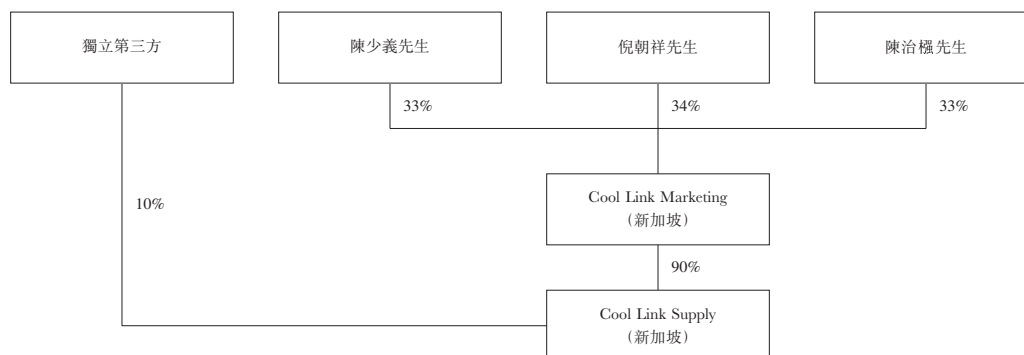 獨立第三方
陳少義先生
倪朝祥先生
陳治櫷先生
33%
34%
33%
Cool Link Marketing
（新加坡）
10%
90%
Cool Link Supply
（新加坡）